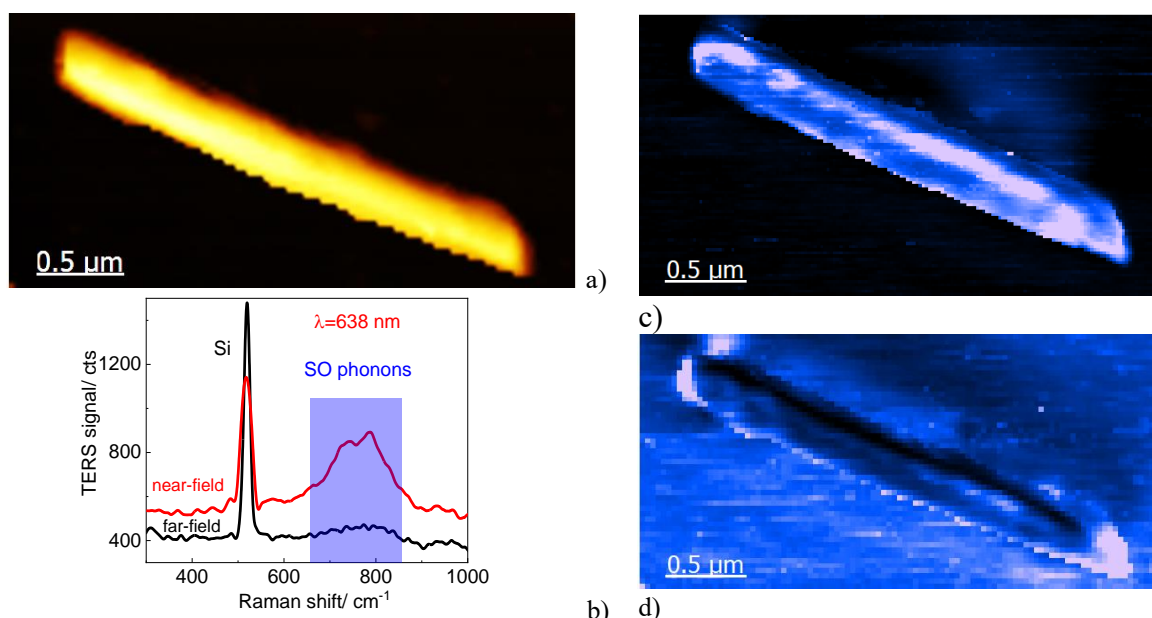 0.5 µm
a)
0.5 µm
c)
λ=638 nm
Si
SO phonons
1200
800
400
TERS signal/ cts
near-field
far-field
400 600 800 1000
Raman shift/ cm⁻¹
b)
0.5 µm
d)